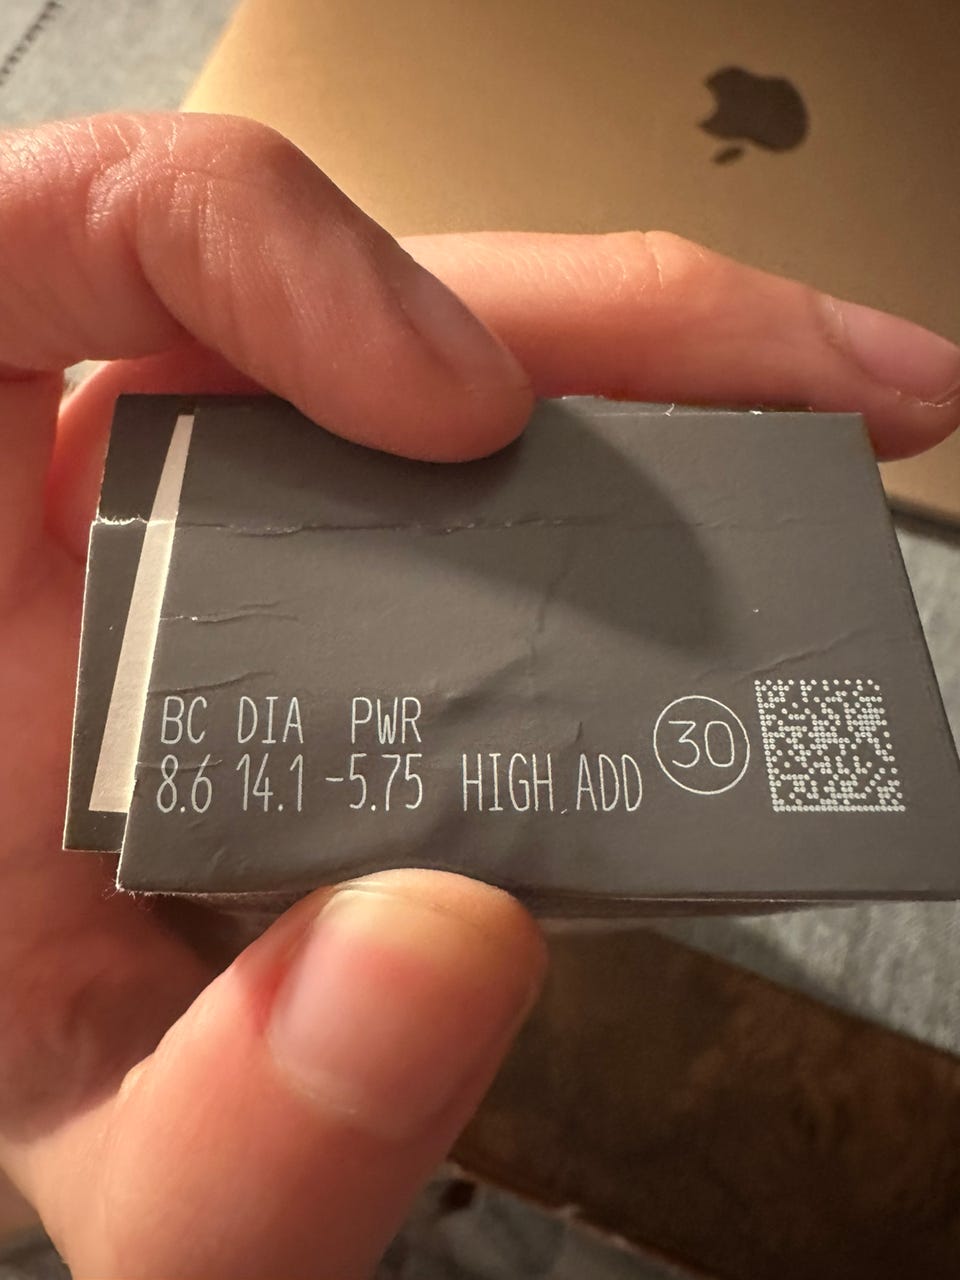 BC DIA PWR
8.6 14.1 -5.75 HIGH ADD 30